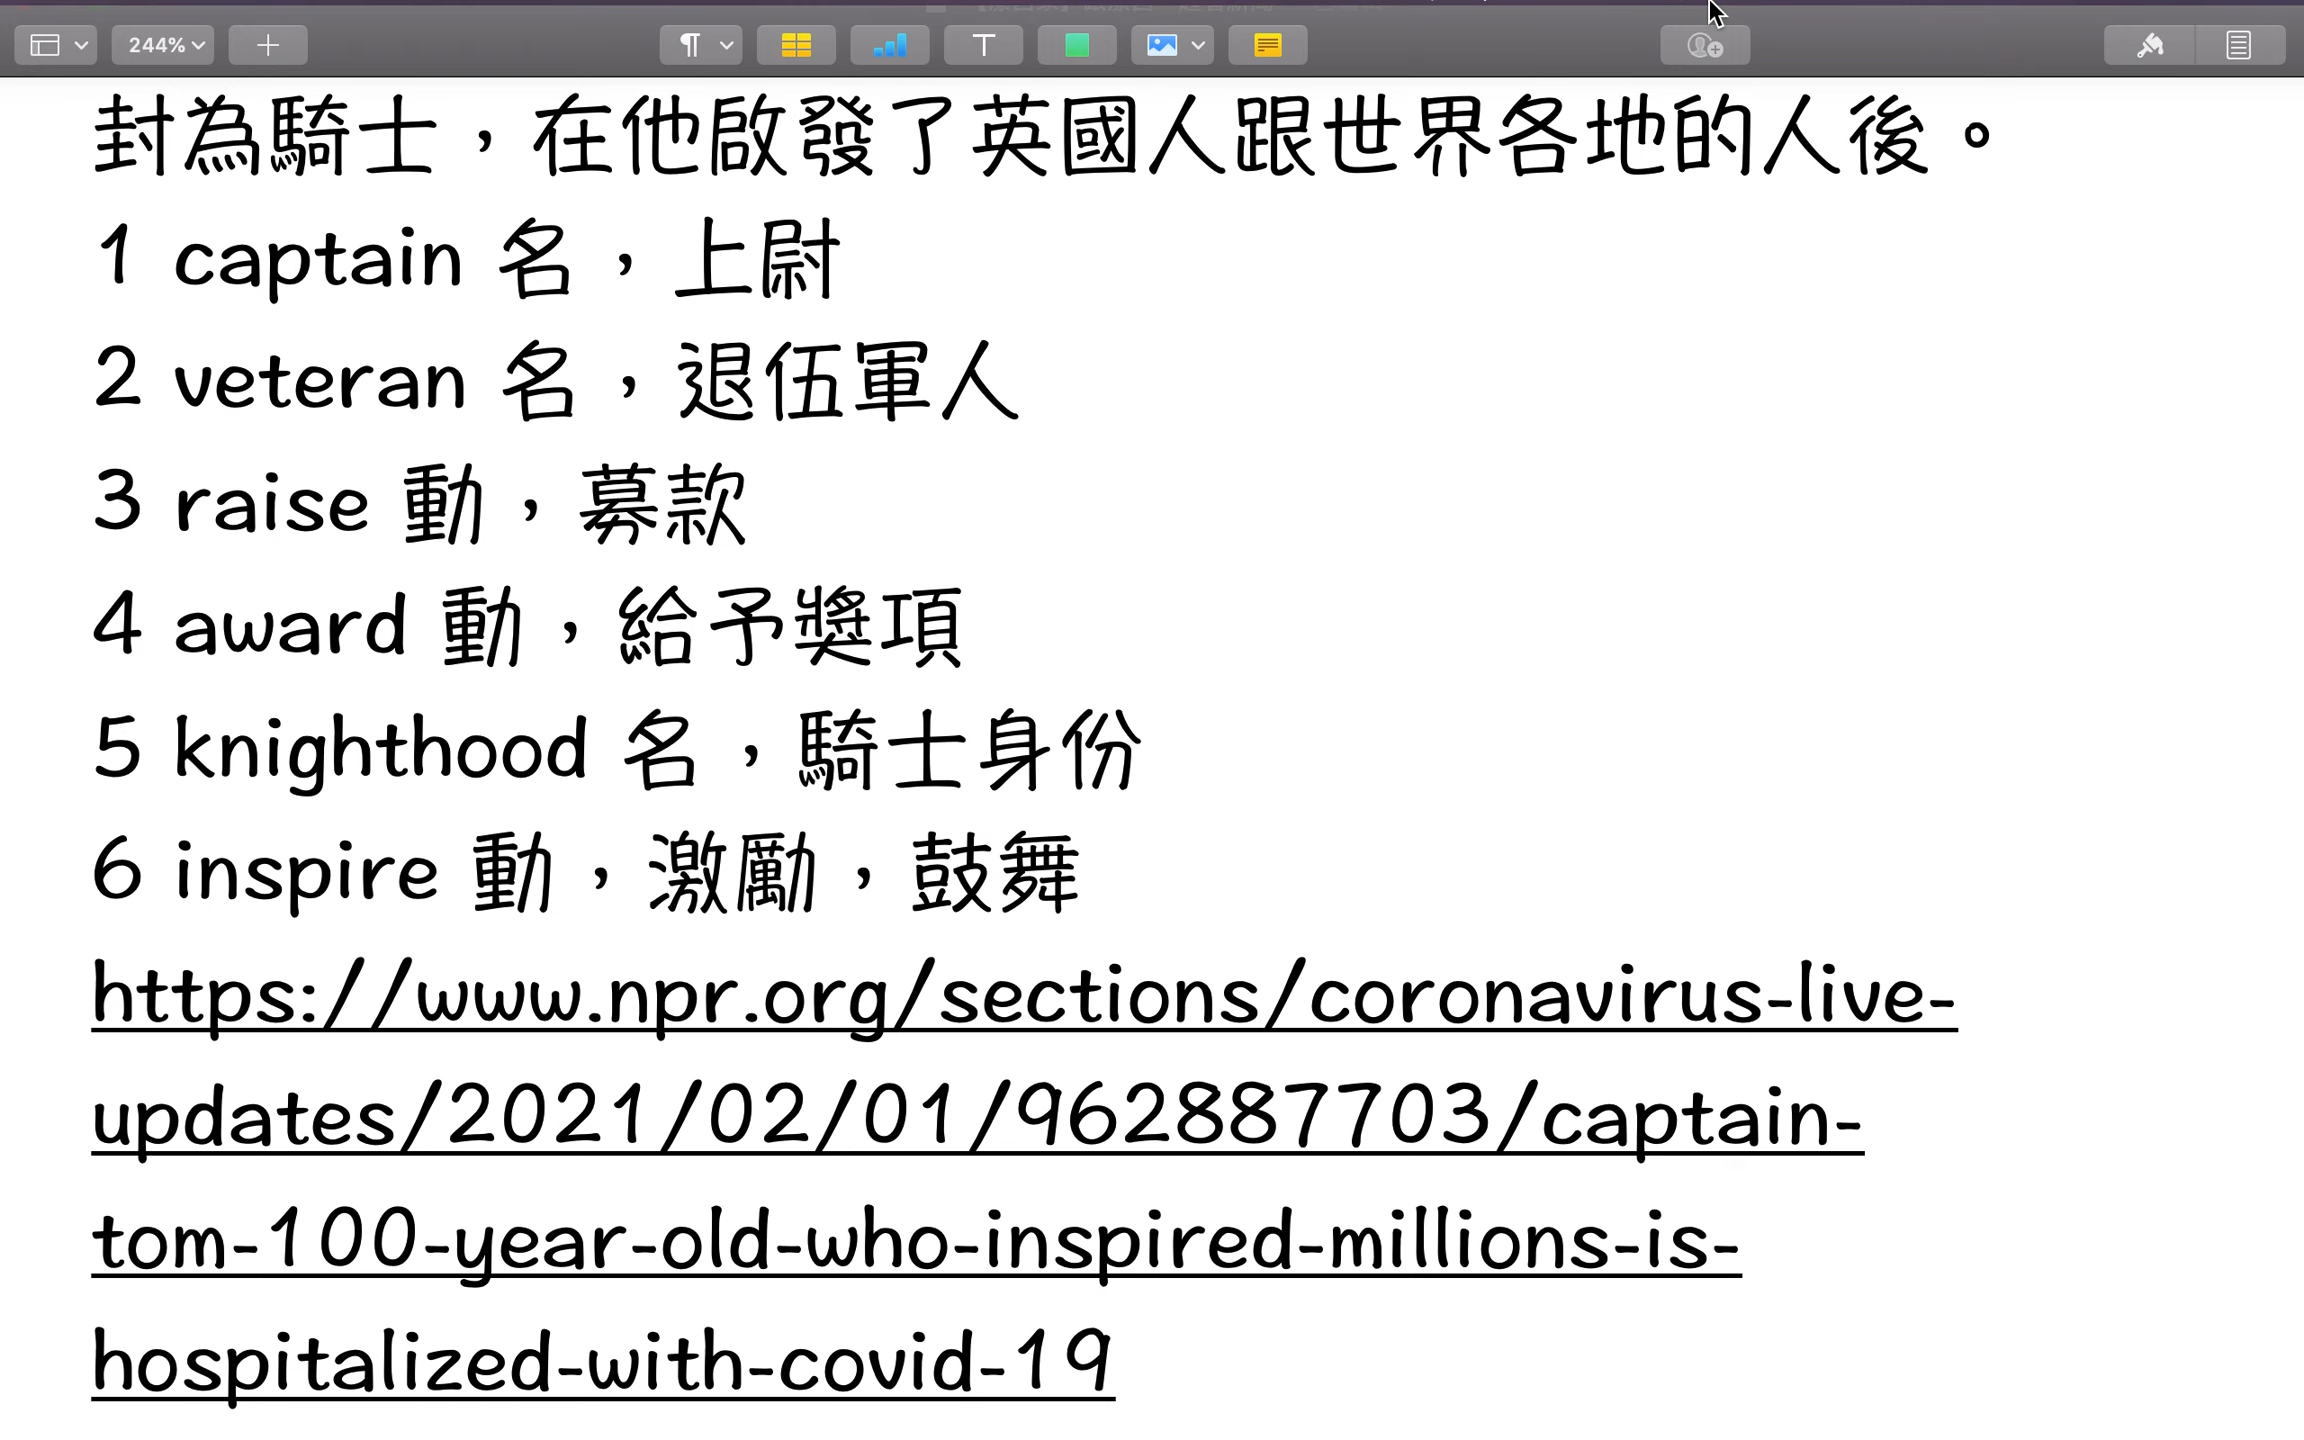 244%
封為騎士，在他啟發了英國人跟世界各地的人後。
1 captain 名，上尉
2 veteran 名，退伍軍人
3 raise 動，募款
4 award 動，給予獎項
5 knighthood 名，騎士身份
6 inspire 動，激勵，鼓舞
https://www.npr.org/sections/coronavirus-live-
updates/2021/02/01/962887703/captain-
tom-100-year-old-who-inspired-millions-is-
hospitalized-with-covid-19